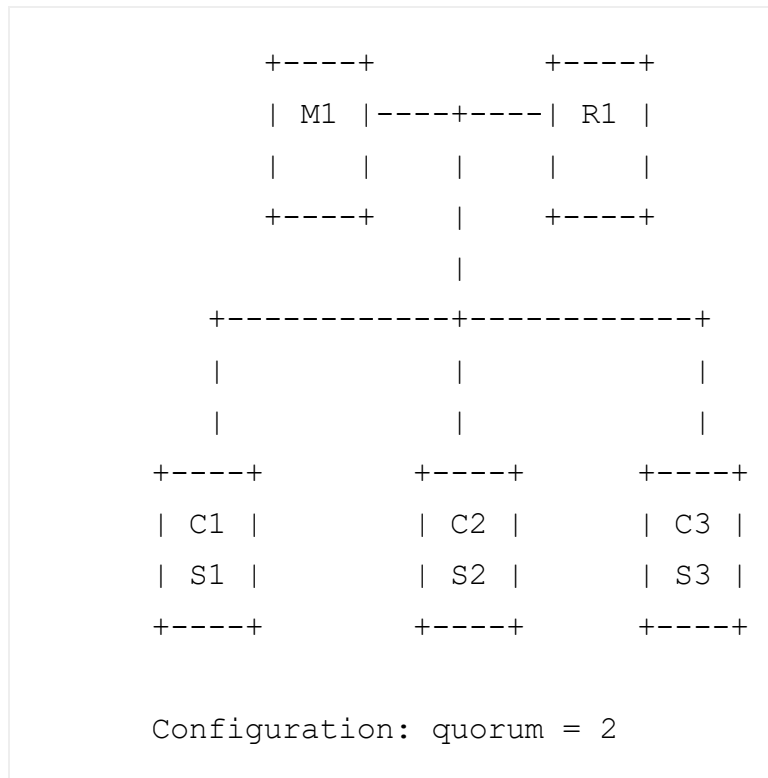 +----+          +----+
| M1 |----+----| R1 |
|    |    |    |    |
+----+    |    +----+
|
+------------+------------+
|            |            |
|            |            |
+----+       +----+      +----+
| C1 |       | C2 |      | C3 |
| S1 |       | S2 |      | S3 |
+----+       +----+      +----+
Configuration: quorum = 2